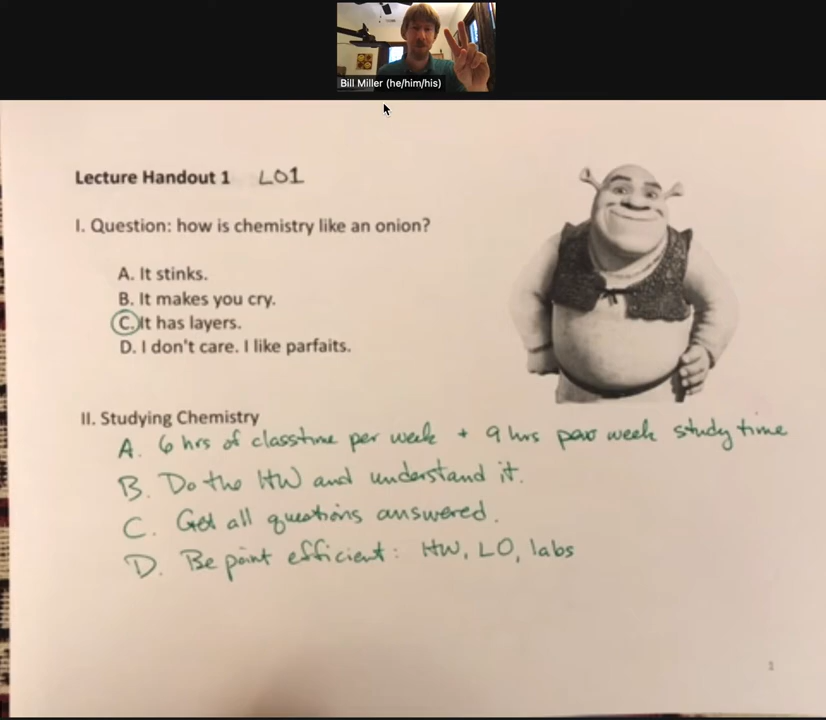 Bill Miller (he/him/his)
Lecture Handout 1 LO1
I. Question: how is chemistry like an onion?
A. It stinks.
B. It makes you cry.
C. It has layers.
D. I don't care. I like parfaits.
II. Studying Chemistry
A. 6 hrs of classtime per week + 9 hrs per week study time
B. Do the HW and understand it.
C. Get all questions answered.
D. Be point efficient: HW, LO, labs
1